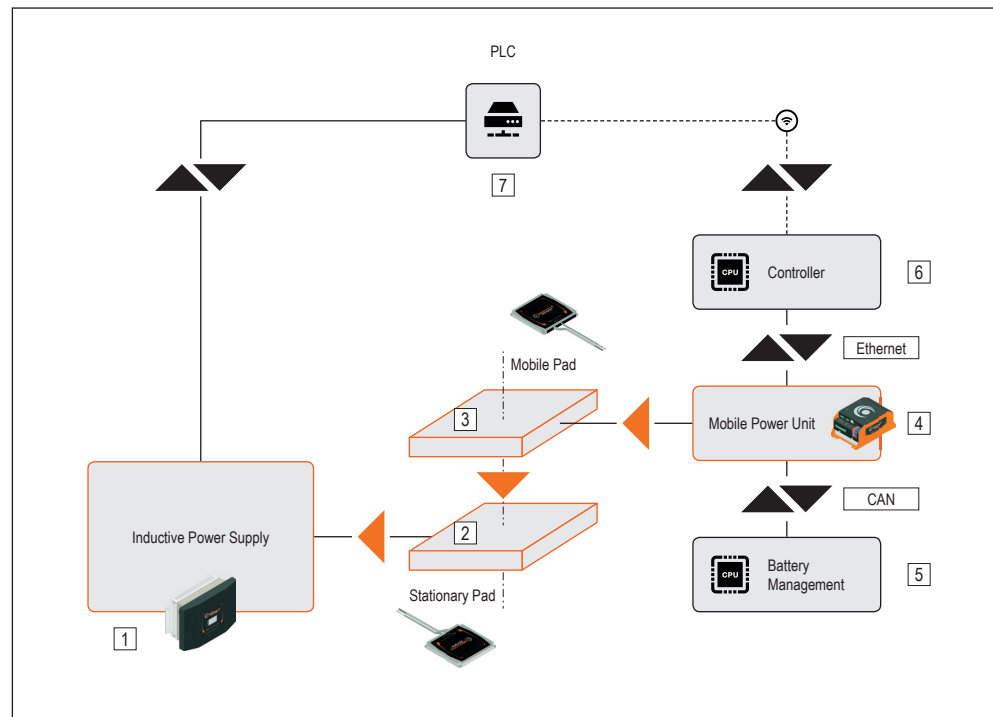 PLC
7
CPU
Controller
6
Ethernet
Mobile Pad
3
Mobile Power Unit
4
CAN
Inductive Power Supply
2
CPU
Battery
Management
5
Stationary Pad
1